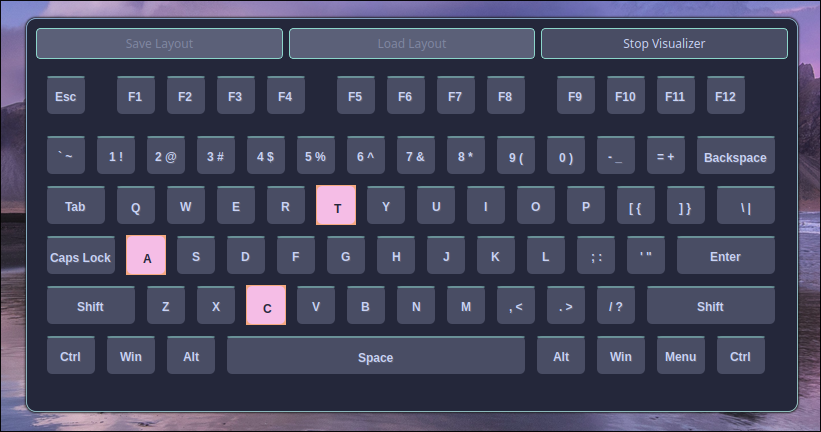 Save Layout Load Layout Stop Visualizer
Esc F1 F2 F3 F4 F5 F6 F7 F8 F9 F10 F11 F12
` ~ 1 ! 2 @ 3 # 4 $ 5 % 6 ^ 7 & 8 * 9 ( 0 ) - _ = + Backspace
Tab Q W E R T Y U I O P [ { ] } \ |
Caps Lock A S D F G H J K L ; : ' " Enter
Shift Z X C V B N M , < . > / ? Shift
Ctrl Win Alt Space Alt Win Menu Ctrl